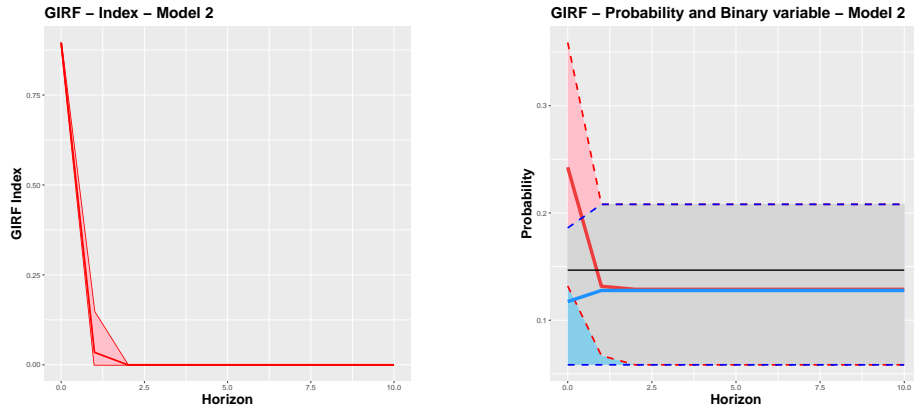 GIRF – Index – Model 2
GIRF Index
0.75
0.50
0.25
0.00
0.0 2.5 5.0 7.5 10.0
Horizon
GIRF – Probability and Binary variable – Model 2
Probability
0.3
0.2
0.1
0.0 2.5 5.0 7.5 10.0
Horizon